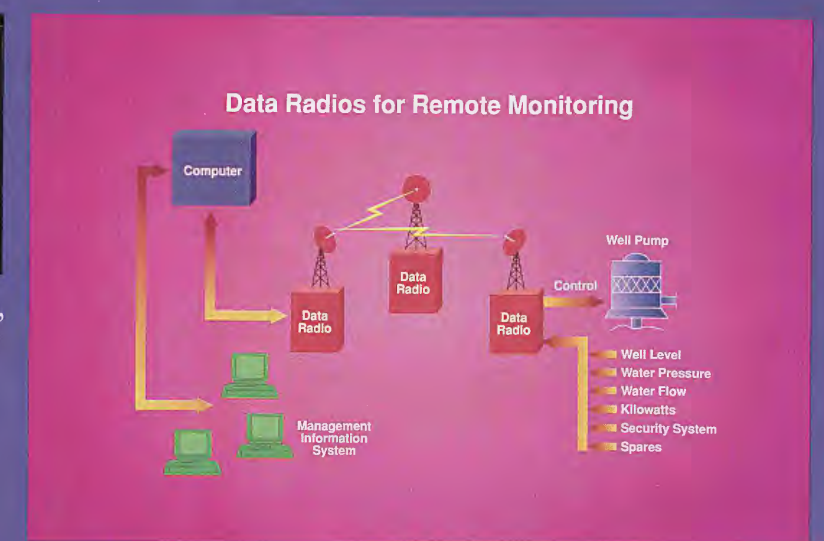 Data Radios for Remote Monitoring
Computer
Data
Radio
Data
Radio
Data
Radio
Well Pump
Control
Well Level
Water Pressure
Water Flow
Kilowatts
Security System
Spares
Management
Information
System